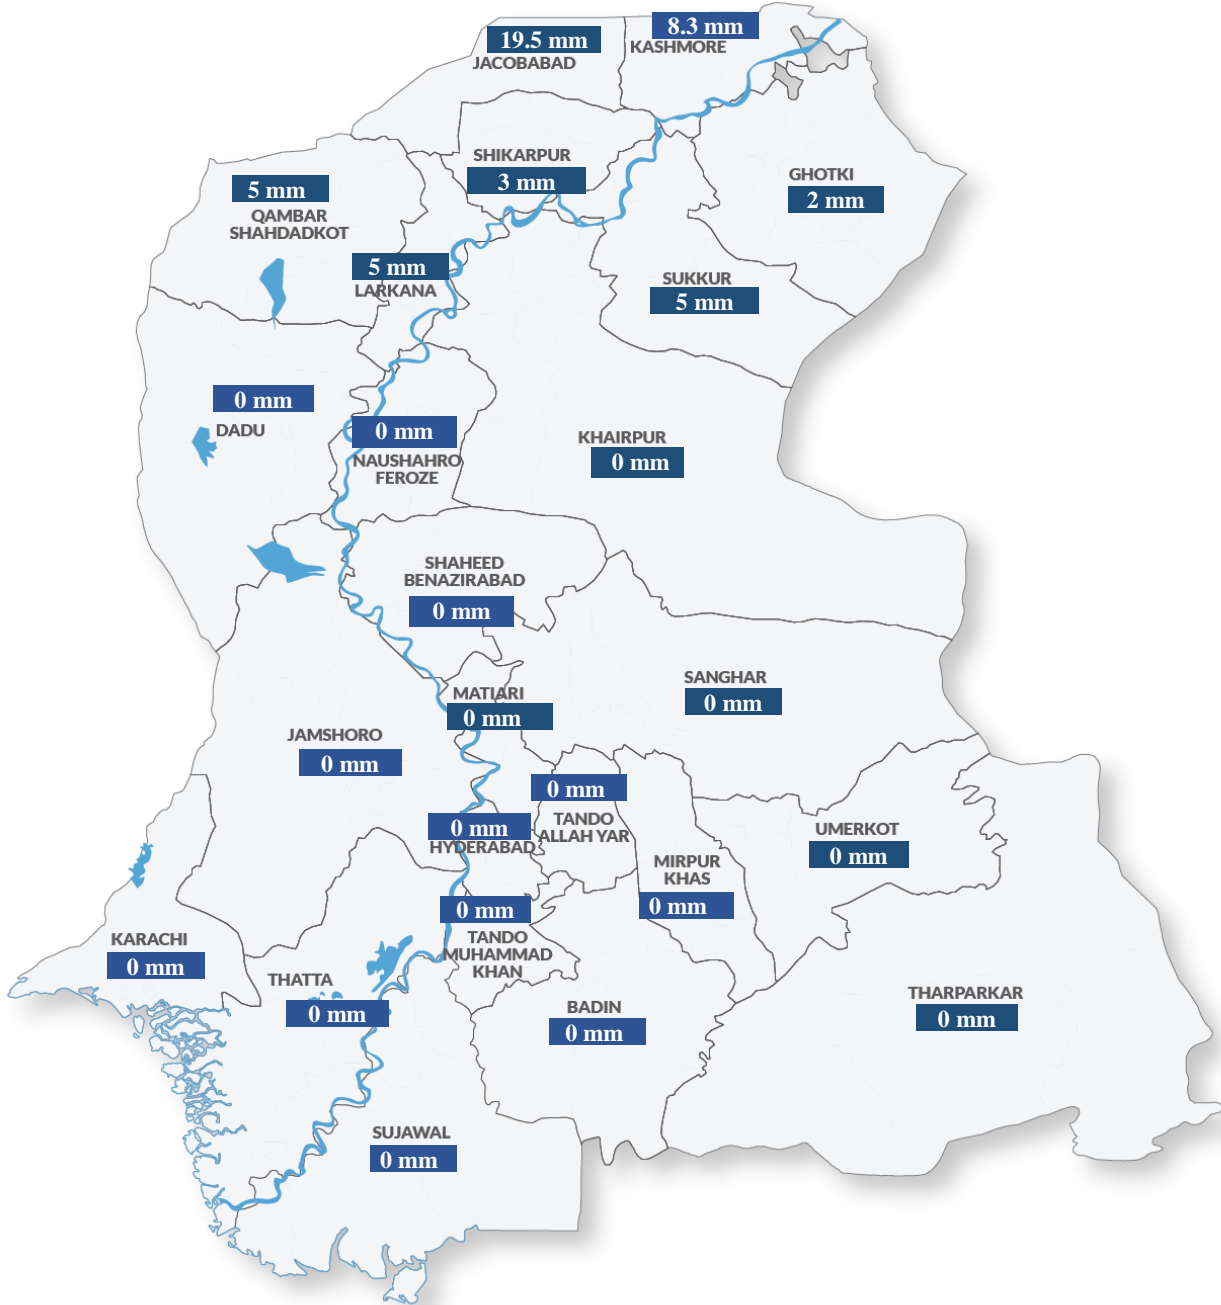 8.3 mm
KASHMORE
19.5 mm
JACOBABAD
SHIKARPUR
3 mm
GHOTKI
2 mm
5 mm
QAMBAR
SHAHDADKOT
5 mm
LARKANA
SUKKUR
5 mm
0 mm
DADU
0 mm
NAUSHAHRO
FEROZE
KHAIRPUR
0 mm
SHAHEED
BENAZIRABAD
0 mm
SANGHAR
0 mm
MATIARI
0 mm
JAMSHORO
0 mm
0 mm
TANDO
ALLAH YAR
0 mm
HYDERABAD
UMERKOT
0 mm
MIRPUR
KHAS
0 mm
0 mm
TANDO
MUHAMMAD
KHAN
KARACHI
0 mm
THATTA
0 mm
BADIN
0 mm
THARPARKAR
0 mm
SUJAWAL
0 mm